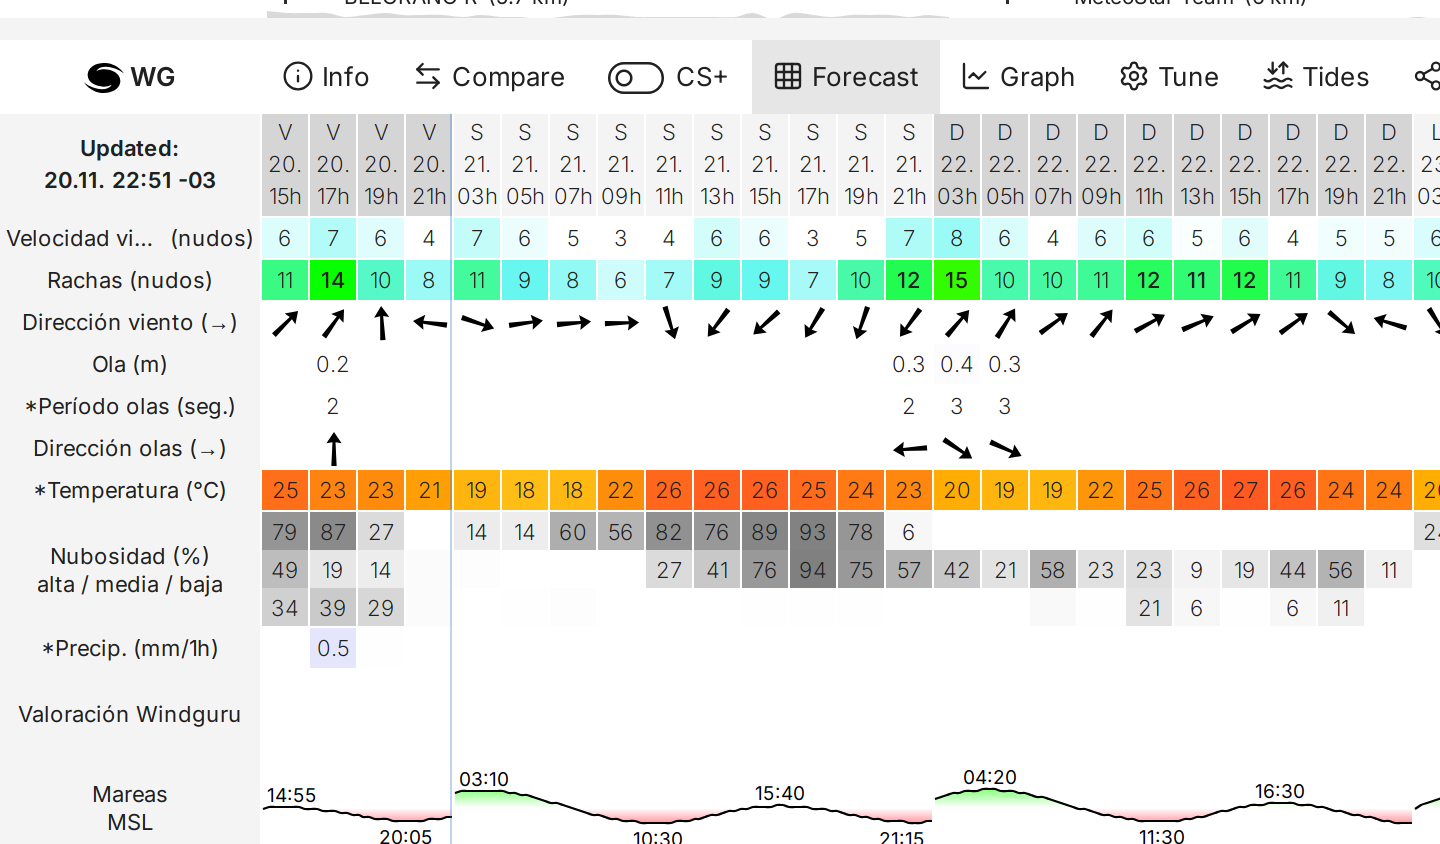 BELGRANO R (5.7 km)
WG Info Compare CS+ Forecast Graph Tune Tides
Updated:
20.11. 22:51 -03
V V V V S S S S S S S S S S D D D D D D D D D D L
20. 20. 20. 20. 21. 21. 21. 21. 21. 21. 21. 21. 21. 21. 22. 22. 22. 22. 22. 22. 22. 22. 22. 22.
15h 17h 19h 21h 03h 05h 07h 09h 11h 13h 15h 17h 19h 21h 03h 05h 07h 09h 11h 13h 15h 17h 19h 21h
Velocidad vi... (nudos) 6 7 6 4 7 6 5 3 4 6 6 3 5 7 8 6 4 6 6 5 6 4 5 5 6
Rachas (nudos) 11 14 10 8 11 9 8 6 7 9 9 7 10 12 15 10 10 11 12 11 12 11 9 8 10
Dirección viento (→)
Ola (m) 0.2 0.3 0.4 0.3
*Período olas (seg.) 2 2 3 3
Dirección olas (→)
*Temperatura (°C) 25 23 23 21 19 18 18 22 26 26 26 25 24 23 20 19 19 22 25 26 27 26 24 24
Nubosidad (%)
alta / media / baja
79 87 27 14 14 60 56 82 76 89 93 78 6
49 19 14 27 41 76 94 75 57 42 21 58 23 23 9 19 44 56 11
34 39 29 21 6 6 11
*Precip. (mm/1h) 0.5
Valoración Windguru
Mareas
MSL
14:55 03:10 15:40 04:20 16:30
20:05 10:30 21:15 11:30